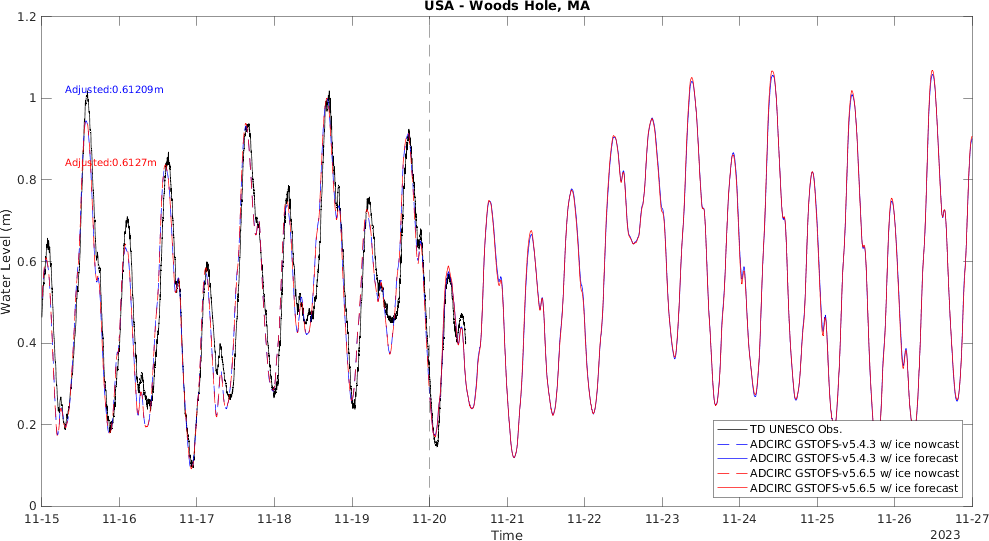 USA - Woods Hole, MA
1.2
1
0.8
0.6
0.4
0.2
0
Water Level (m)
Adjusted:0.61209m
Adjusted:0.6127m
TD UNESCO Obs.
ADCIRC GSTOFS-v5.4.3 w/ ice nowcast
ADCIRC GSTOFS-v5.4.3 w/ ice forecast
ADCIRC GSTOFS-v5.6.5 w/ ice nowcast
ADCIRC GSTOFS-v5.6.5 w/ ice forecast
11-15 11-16 11-17 11-18 11-19 11-20 11-21 11-22 11-23 11-24 11-25 11-26 11-27
Time
2023